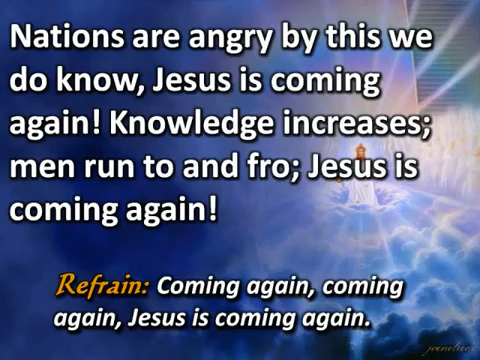 Nations are angry by this we
do know, Jesus is coming
again! Knowledge increases;
men run to and fro; Jesus is
coming again!
Refrain: Coming again, coming
again, Jesus is coming again.